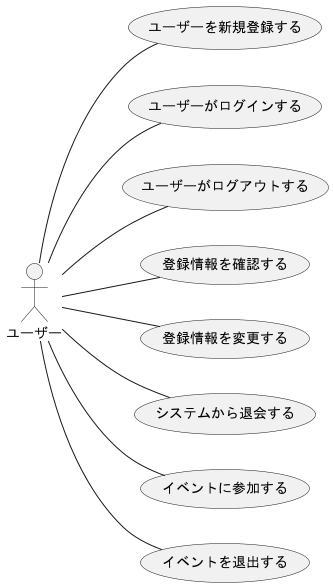 ユーザーを新規登録する
ユーザーがログインする
ユーザーがログアウトする
登録情報を確認する
登録情報を変更する
システムから退会する
イベントに参加する
イベントを退出する
ユーザー